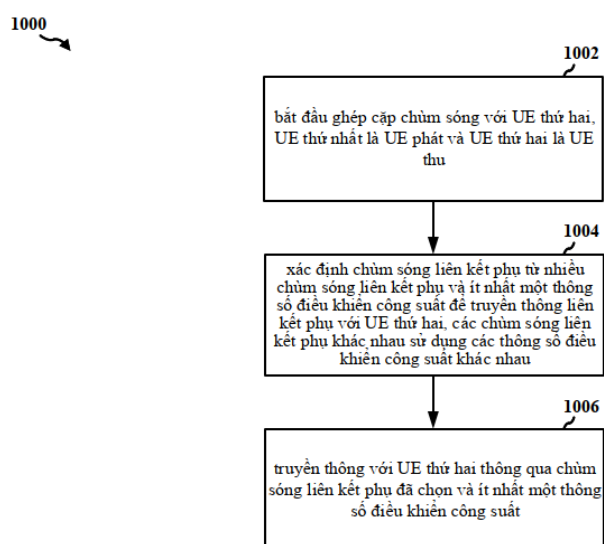 1000
1002
bắt đầu ghép cặp chùm sóng với UE thứ hai,
UE thứ nhất là UE phát và UE thứ hai là UE
thu
1004
xác định chùm sóng liên kết phụ từ nhiều
chùm sóng liên kết phụ và ít nhất một thông
số điều khiển công suất để truyền thông liên
kết phụ với UE thứ hai, các chùm sóng liên
kết phụ khác nhau sử dụng các thông số điều
khiển công suất khác nhau
1006
truyền thông với UE thứ hai thông qua chùm
sóng liên kết phụ đã chọn và ít nhất một thông
số điều khiển công suất